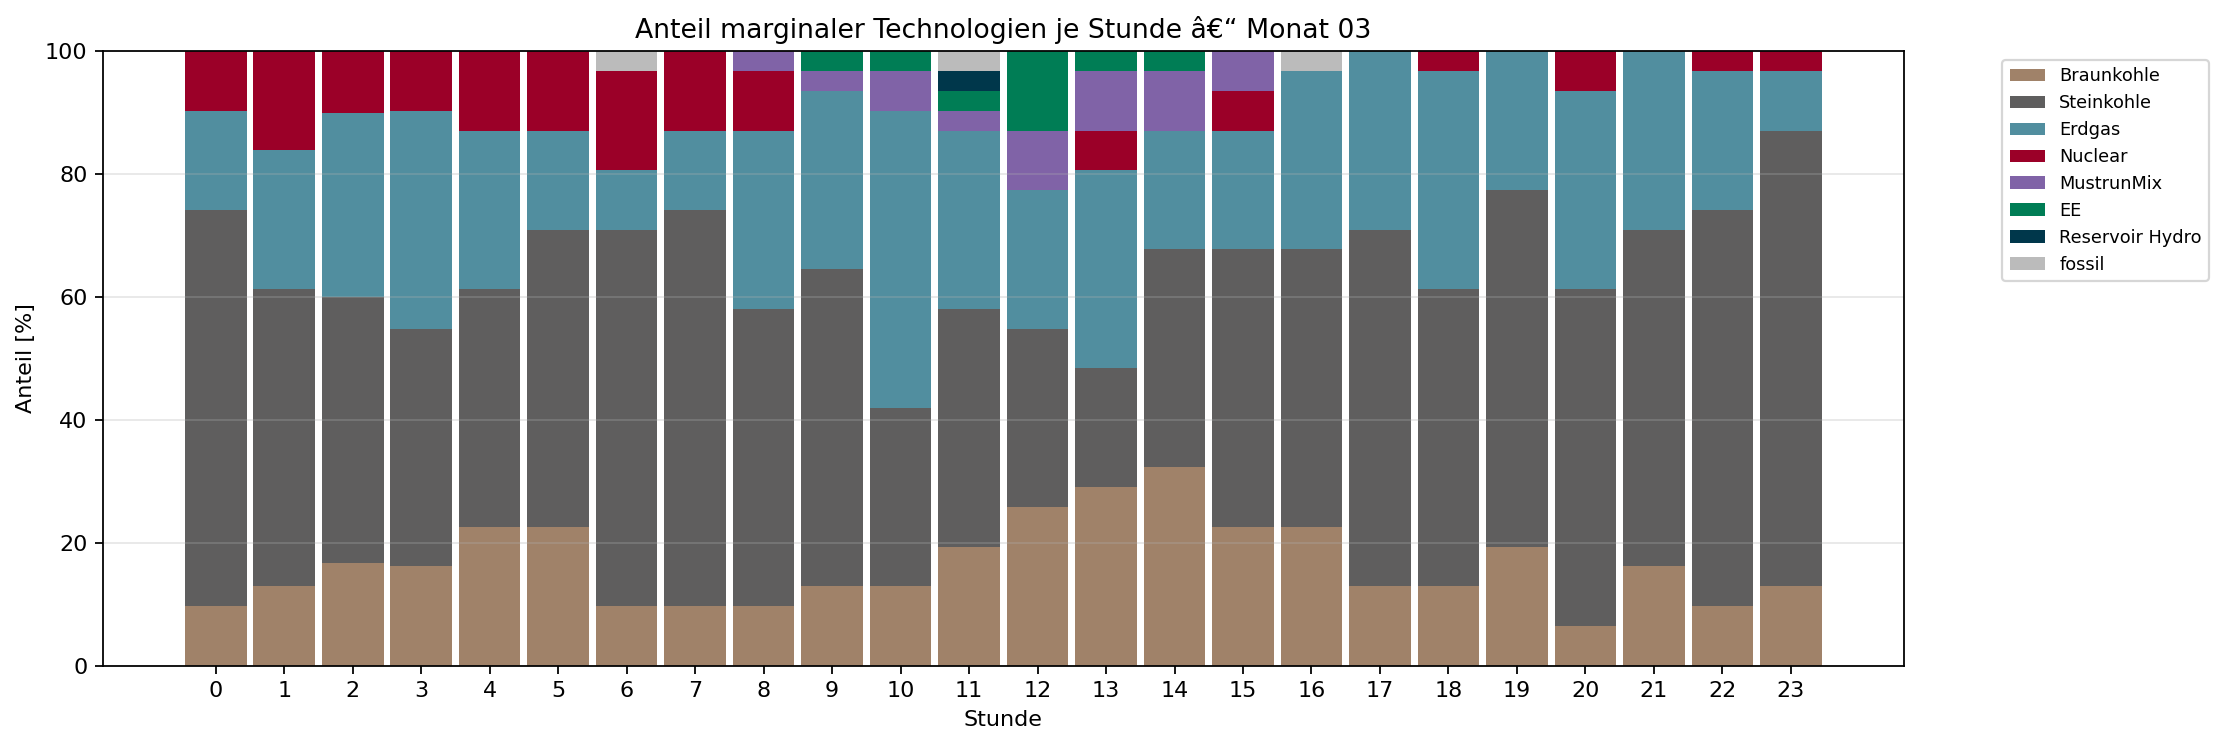 Anteil marginaler Technologien je Stunde â€“ Monat 03
Anteil [%]
100
80
60
40
20
0
0 1 2 3 4 5 6 7 8 9 10 11 12 13 14 15 16 17 18 19 20 21 22 23
Stunde
Braunkohle
Steinkohle
Erdgas
Nuclear
MustrunMix
EE
Reservoir Hydro
fossil